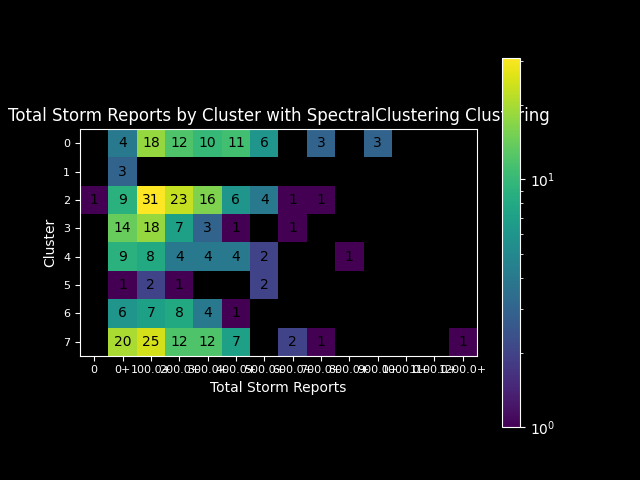 Total Storm Reports by Cluster with SpectralClustering Clustering
0 4 18 12 10 11 6 3 3
1 3
2 1 9 31 23 16 6 4 1 1
3 14 18 7 3 1 1
4 9 8 4 4 4 2 1
5 1 2 1 2
6 6 7 8 4 1
7 20 25 12 12 7 2 1 1
Cluster
0 0+
Total Storm Reports
10¹
10⁰